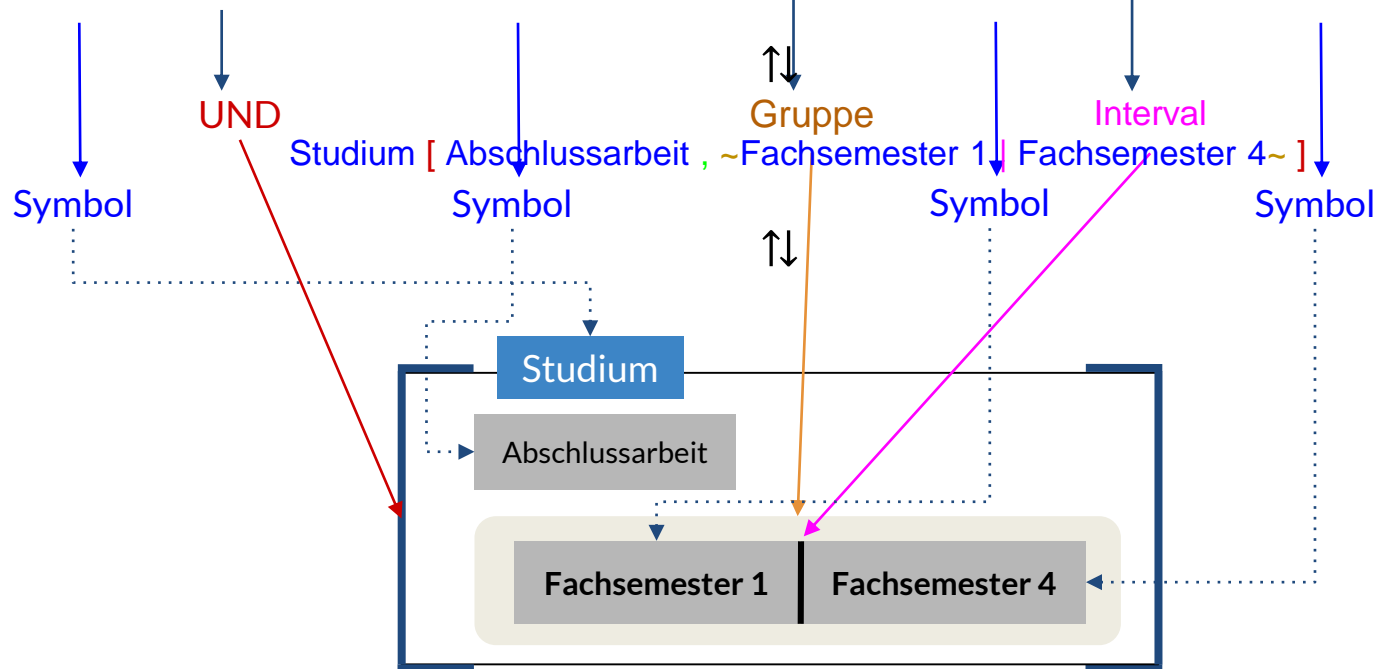 ↑↓
UND Gruppe Interval
Studium [ Abschlussarbeit , ~Fachsemester 1 | Fachsemester 4~ ]
Symbol Symbol Symbol Symbol
↑↓
Studium
Abschlussarbeit
Fachsemester 1 Fachsemester 4